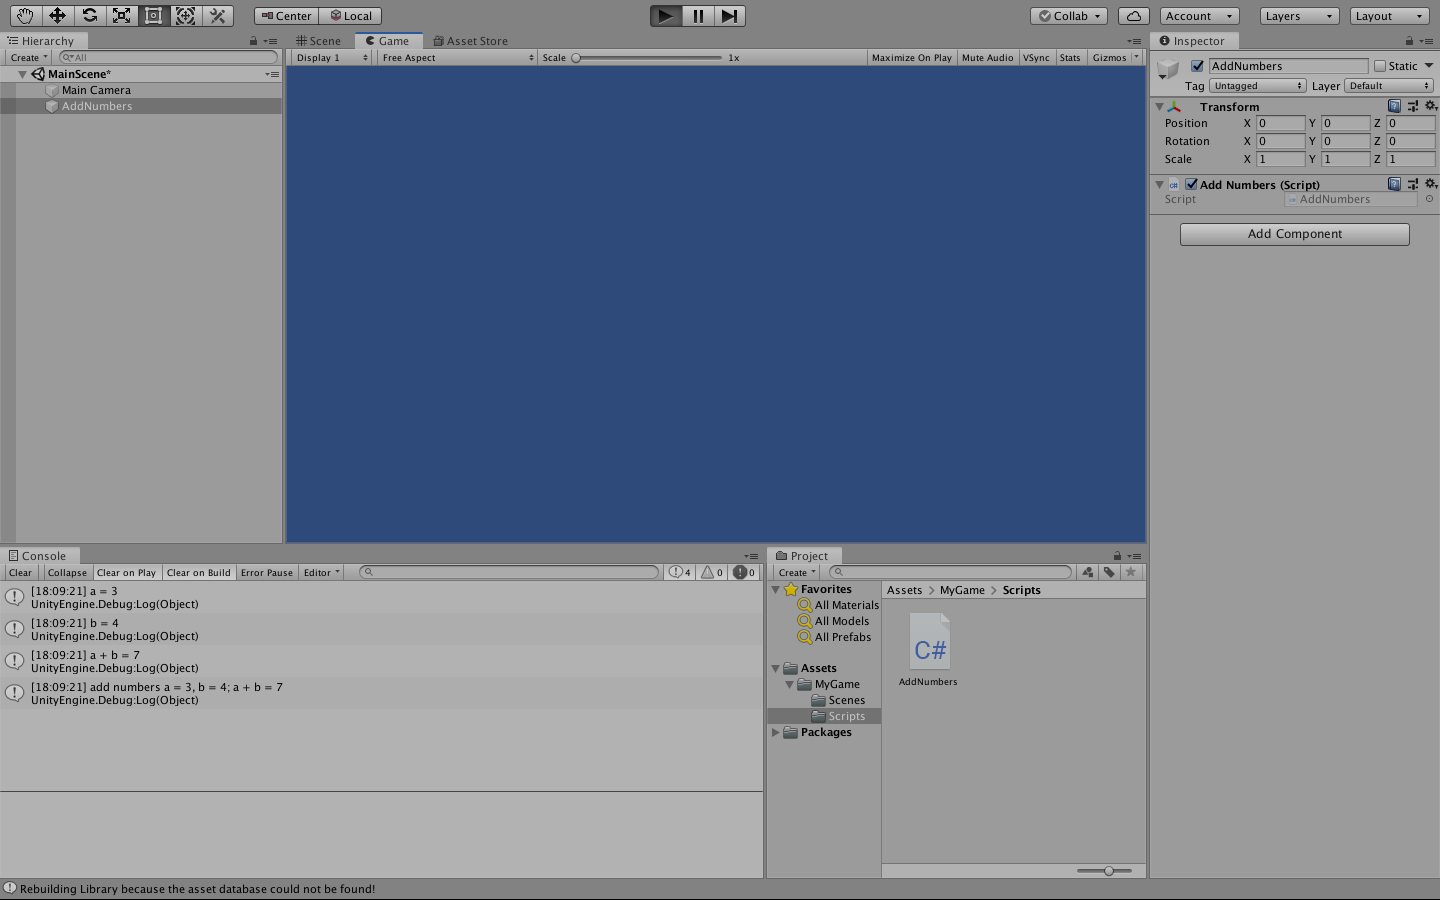 Center Local
Collab
Account
Layers
Layout
Hierarchy
Create All
MainScene*
Main Camera
AddNumbers
Scene Game Asset Store
Display 1 Free Aspect Scale 1x Maximize On Play Mute Audio VSync Stats Gizmos
Inspector
AddNumbers Static
Tag Untagged Layer Default
Transform
Position X 0 Y 0 Z 0
Rotation X 0 Y 0 Z 0
Scale X 1 Y 1 Z 1
C# Add Numbers (Script)
Script AddNumbers
Add Component
Console
Clear Collapse Clear on Play Clear on Build Error Pause Editor 4 0 0
[18:09:21] a = 3
UnityEngine.Debug:Log(Object)
[18:09:21] b = 4
UnityEngine.Debug:Log(Object)
[18:09:21] a + b = 7
UnityEngine.Debug:Log(Object)
[18:09:21] add numbers a = 3, b = 4; a + b = 7
UnityEngine.Debug:Log(Object)
Project
Create
Favorites
All Materials
All Models
All Prefabs
Assets
MyGame
Scenes
Scripts
Packages
Assets > MyGame > Scripts
C#
AddNumbers
Rebuilding Library because the asset database could not be found!